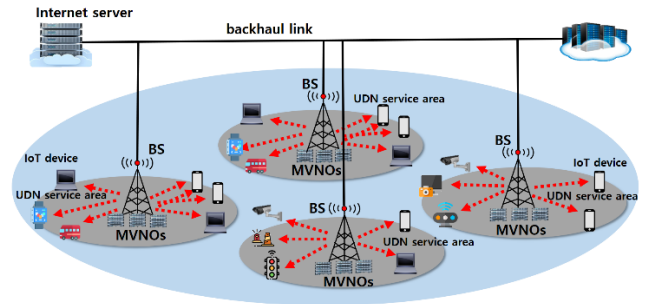 Internet server
backhaul link
BS
UDN service area
MVNOs
BS
IoT device
UDN service area
MVNOs
BS
IoT device
UDN service area
MVNOs
BS
UDN service area
MVNOs